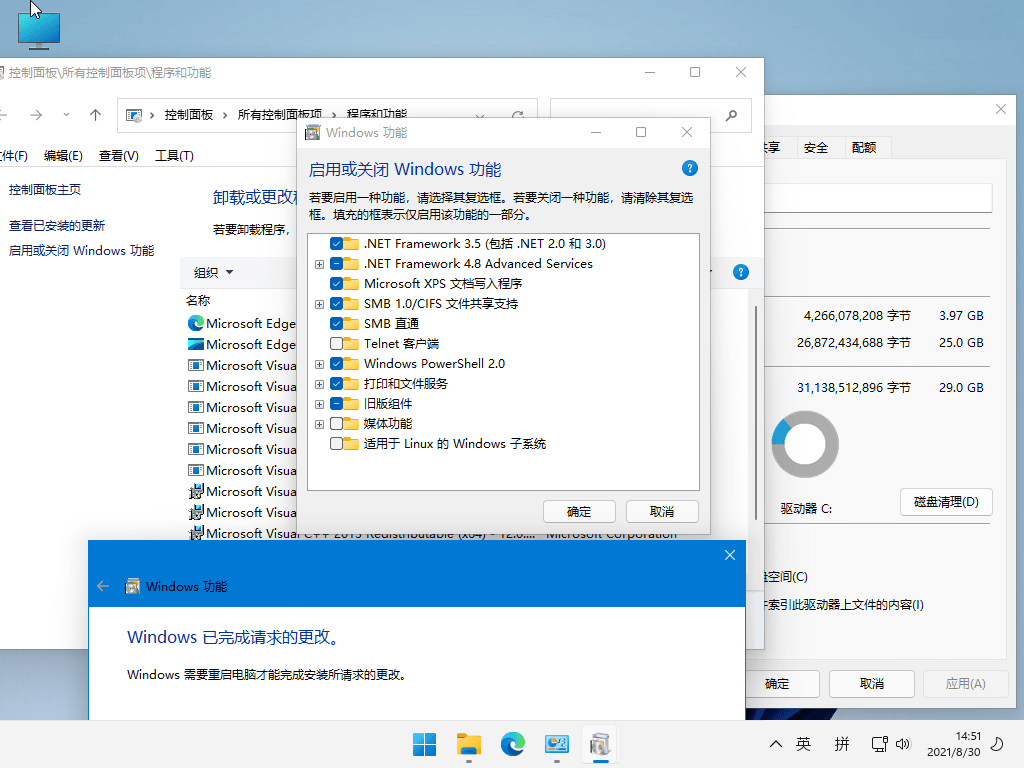 控制面板\所有控制面板项\程序和功能
控制面板 所有控制面板项 程序和功能
件(F) 编辑(E) 查看(V) 工具(T)
控制面板主页
查看已安装的更新
启用或关闭 Windows 功能
卸载或更改
若要卸载程序，
组织
名称
Microsoft Edge
Microsoft Edge
Microsoft Visua
Microsoft Visua
Microsoft Visua
Microsoft Visua
Microsoft Visua
Microsoft Visua
Microsoft Visua
Microsoft Visua
Microsoft Visual C++ 2013 Redistributable (x64) - 12.0.... Microsoft Corporation
Windows 功能
启用或关闭 Windows 功能
若要启用一种功能，请选择其复选框。若要关闭一种功能，请清除其复选
框。填充的框表示仅启用该功能的一部分。
.NET Framework 3.5 (包括 .NET 2.0 和 3.0)
.NET Framework 4.8 Advanced Services
Microsoft XPS 文档写入程序
SMB 1.0/CIFS 文件共享支持
SMB 直通
Telnet 客户端
Windows PowerShell 2.0
打印和文件服务
旧版组件
媒体功能
适用于 Linux 的 Windows 子系统
确定 取消
享 安全 配额
4,266,078,208 字节 3.97 GB
26,872,434,688 字节 25.0 GB
31,138,512,896 字节 29.0 GB
驱动器 C:
磁盘清理(D)
空间(C)
索引此驱动器上文件的内容(I)
确定 取消 应用(A)
Windows 功能
Windows 已完成请求的更改。
Windows 需要重启电脑才能完成安装所请求的更改。
英 拼
14:51
2021/8/30